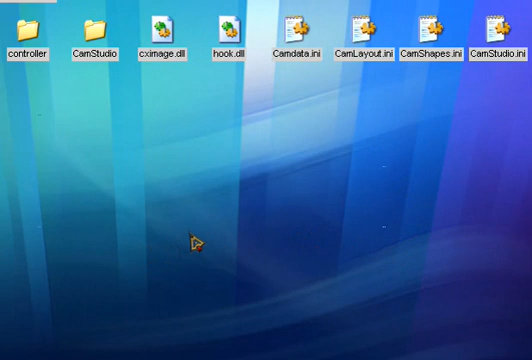 controller
CamStudio
cximage.dll
hook.dll
Camdata.ini
CamLayout.ini
CamShapes.ini
CamStudio.ini